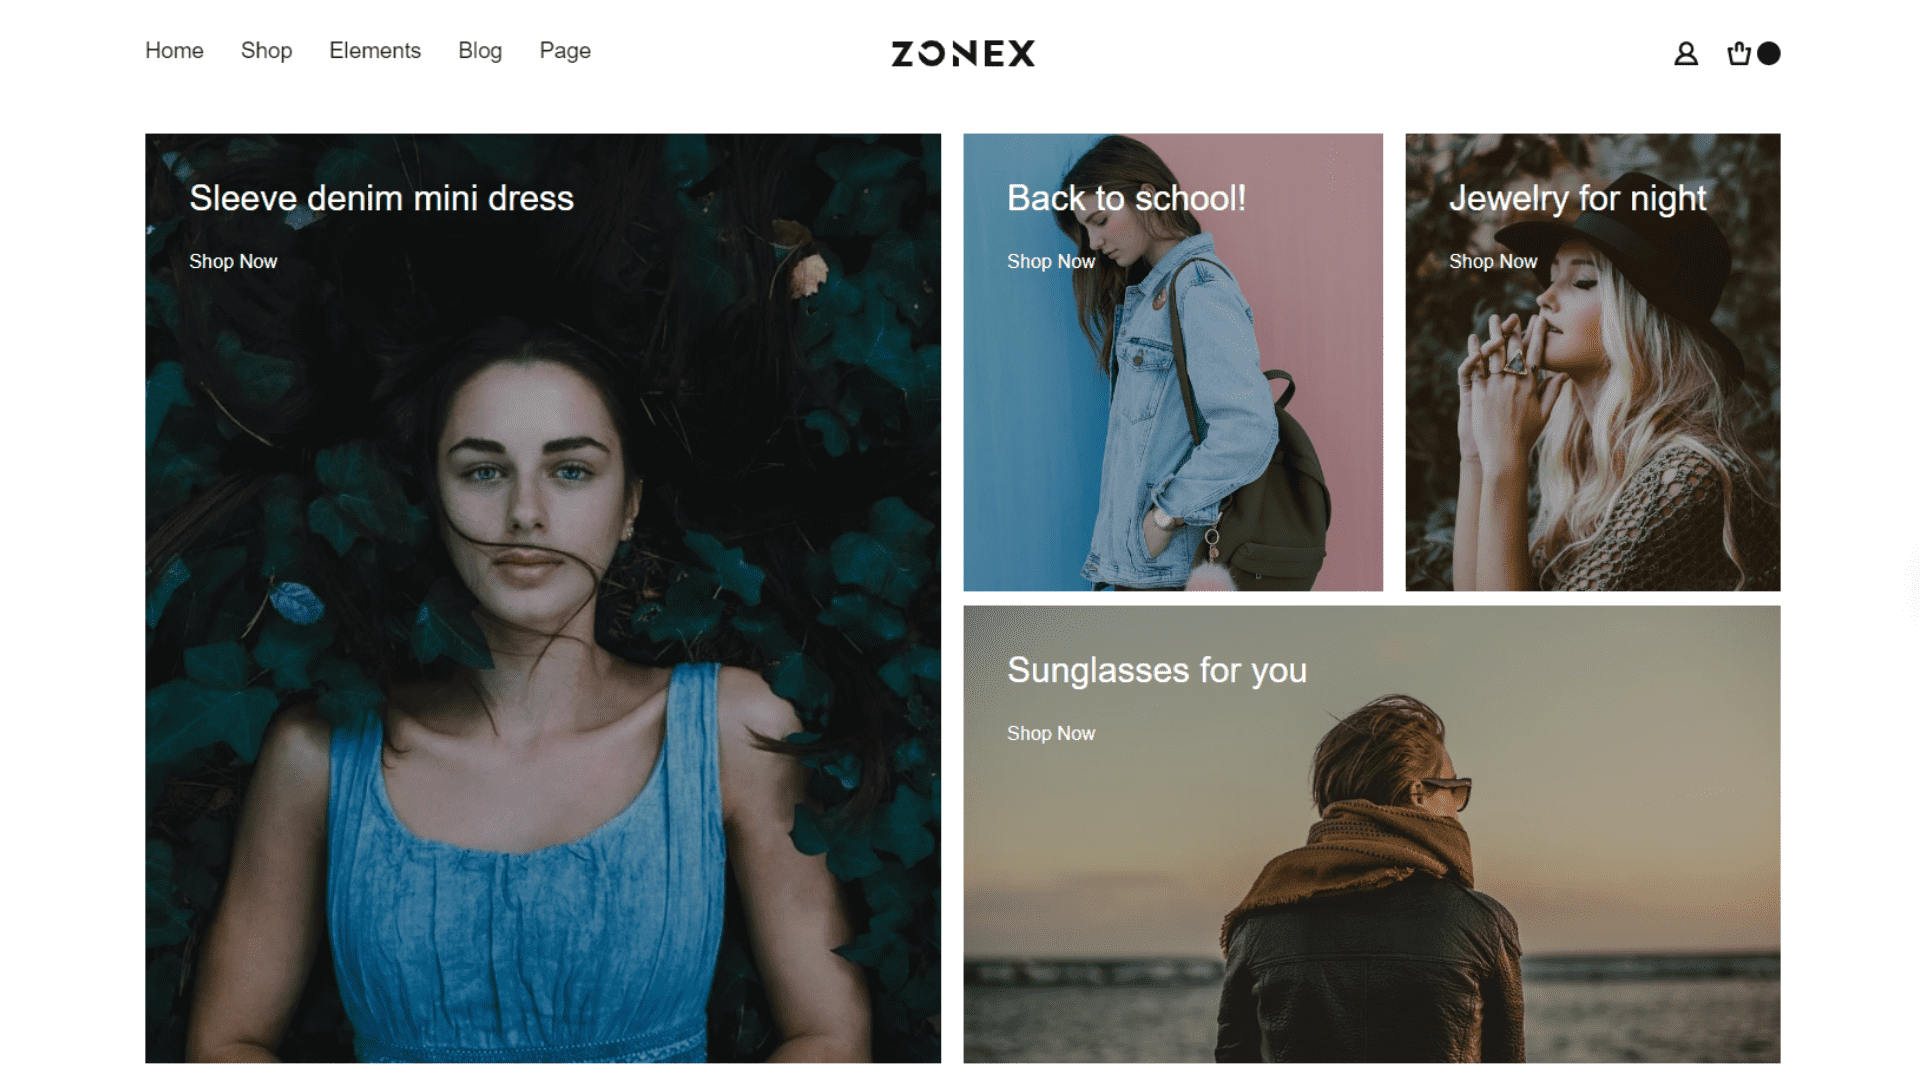 Home Shop Elements Blog Page
ZONEX
Sleeve denim mini dress
Shop Now
Back to school!
Shop Now
Jewelry for night
Shop Now
Sunglasses for you
Shop Now